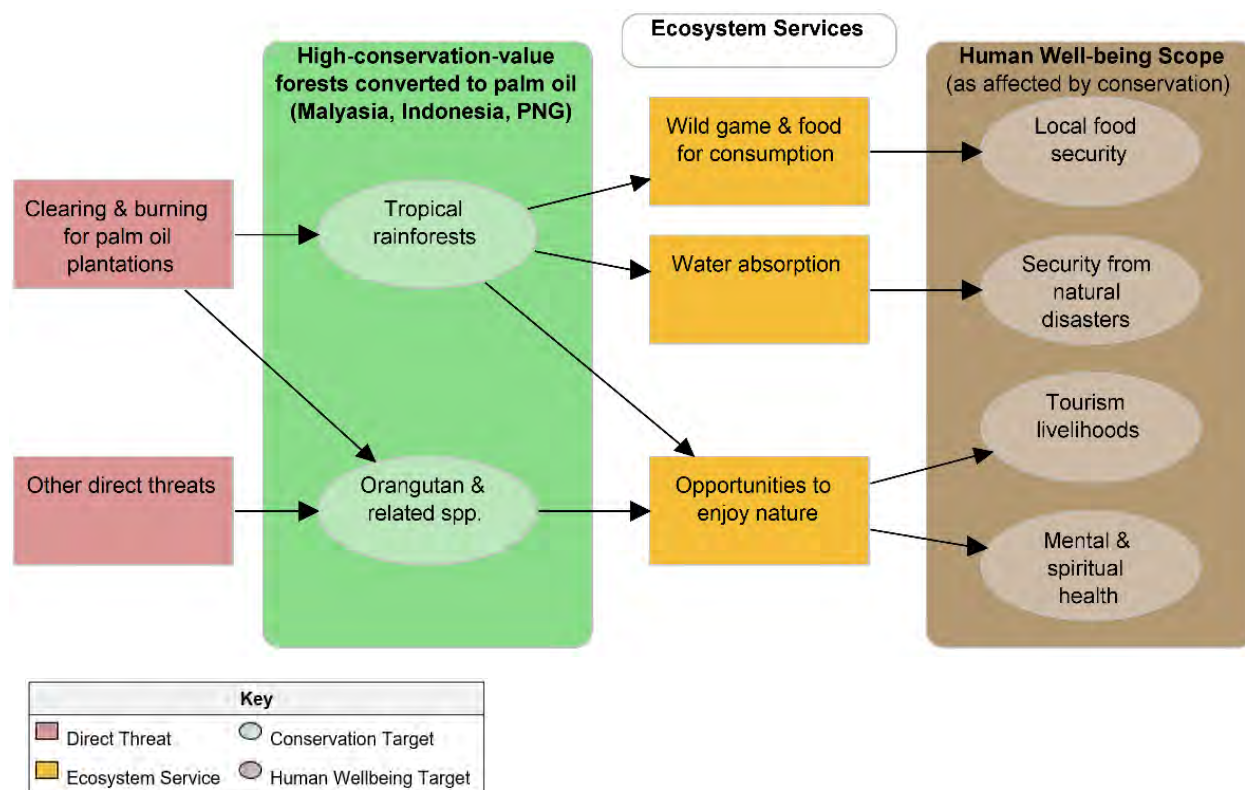 Ecosystem Services
High-conservation-value
forests converted to palm oil
(Malyasia, Indonesia, PNG)
Human Well-being Scope
(as affected by conservation)
Clearing & burning
for palm oil
plantations
Tropical
rainforests
Wild game & food
for consumption
Local food
security
Water absorption
Security from
natural
disasters
Other direct threats
Orangutan &
related spp.
Opportunities to
enjoy nature
Tourism
livelihoods
Mental &
spiritual
health
Key
Direct Threat
Conservation Target
Ecosystem Service
Human Wellbeing Target